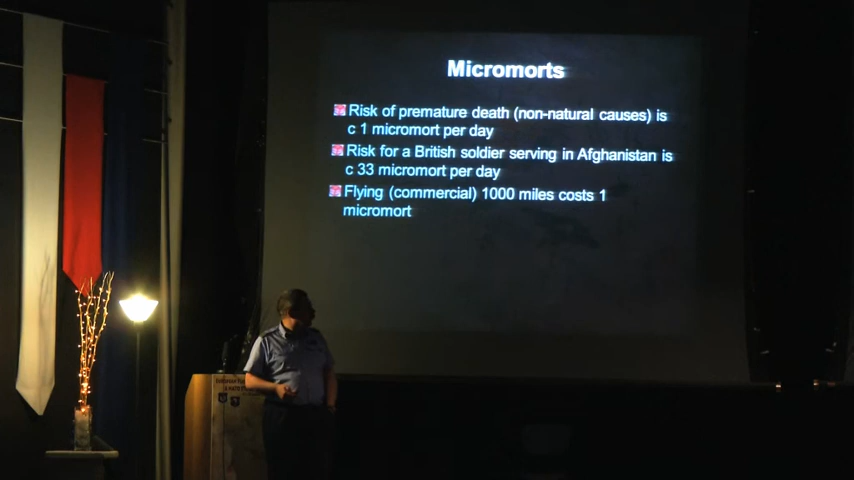 Micromorts
Risk of premature death (non-natural causes) is
c 1 micromort per day
Risk for a British soldier serving in Afghanistan is
c 33 micromort per day
Flying (commercial) 1000 miles costs 1
micromort